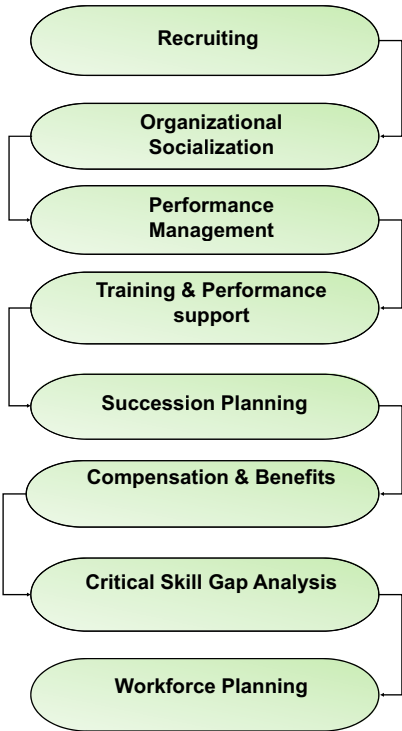 Recruiting
Organizational
Socialization
Performance
Management
Training & Performance
support
Succession Planning
Compensation & Benefits
Critical Skill Gap Analysis
Workforce Planning